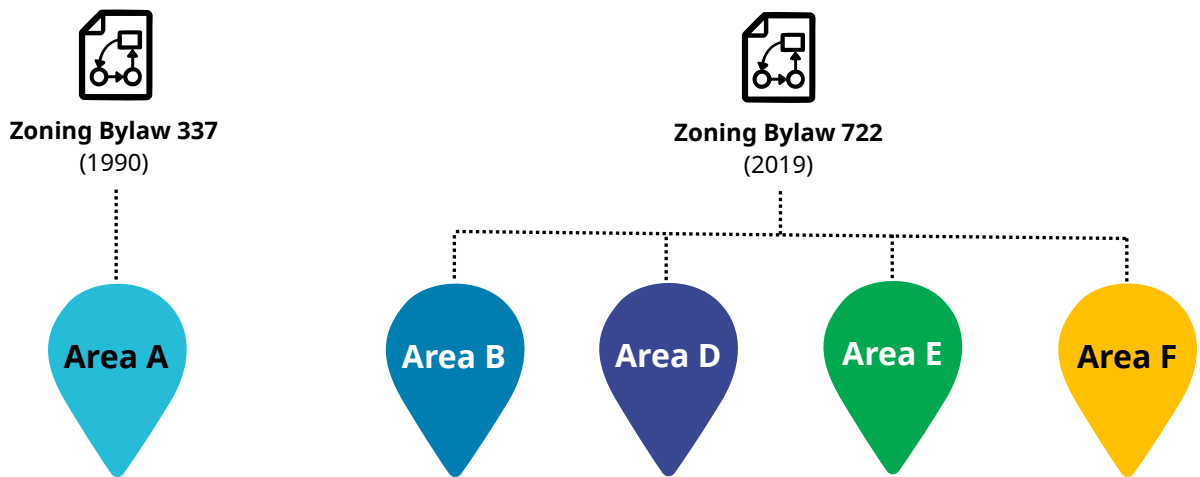 Zoning Bylaw 337
(1990)
Zoning Bylaw 722
(2019)
Area A
Area B
Area D
Area E
Area F